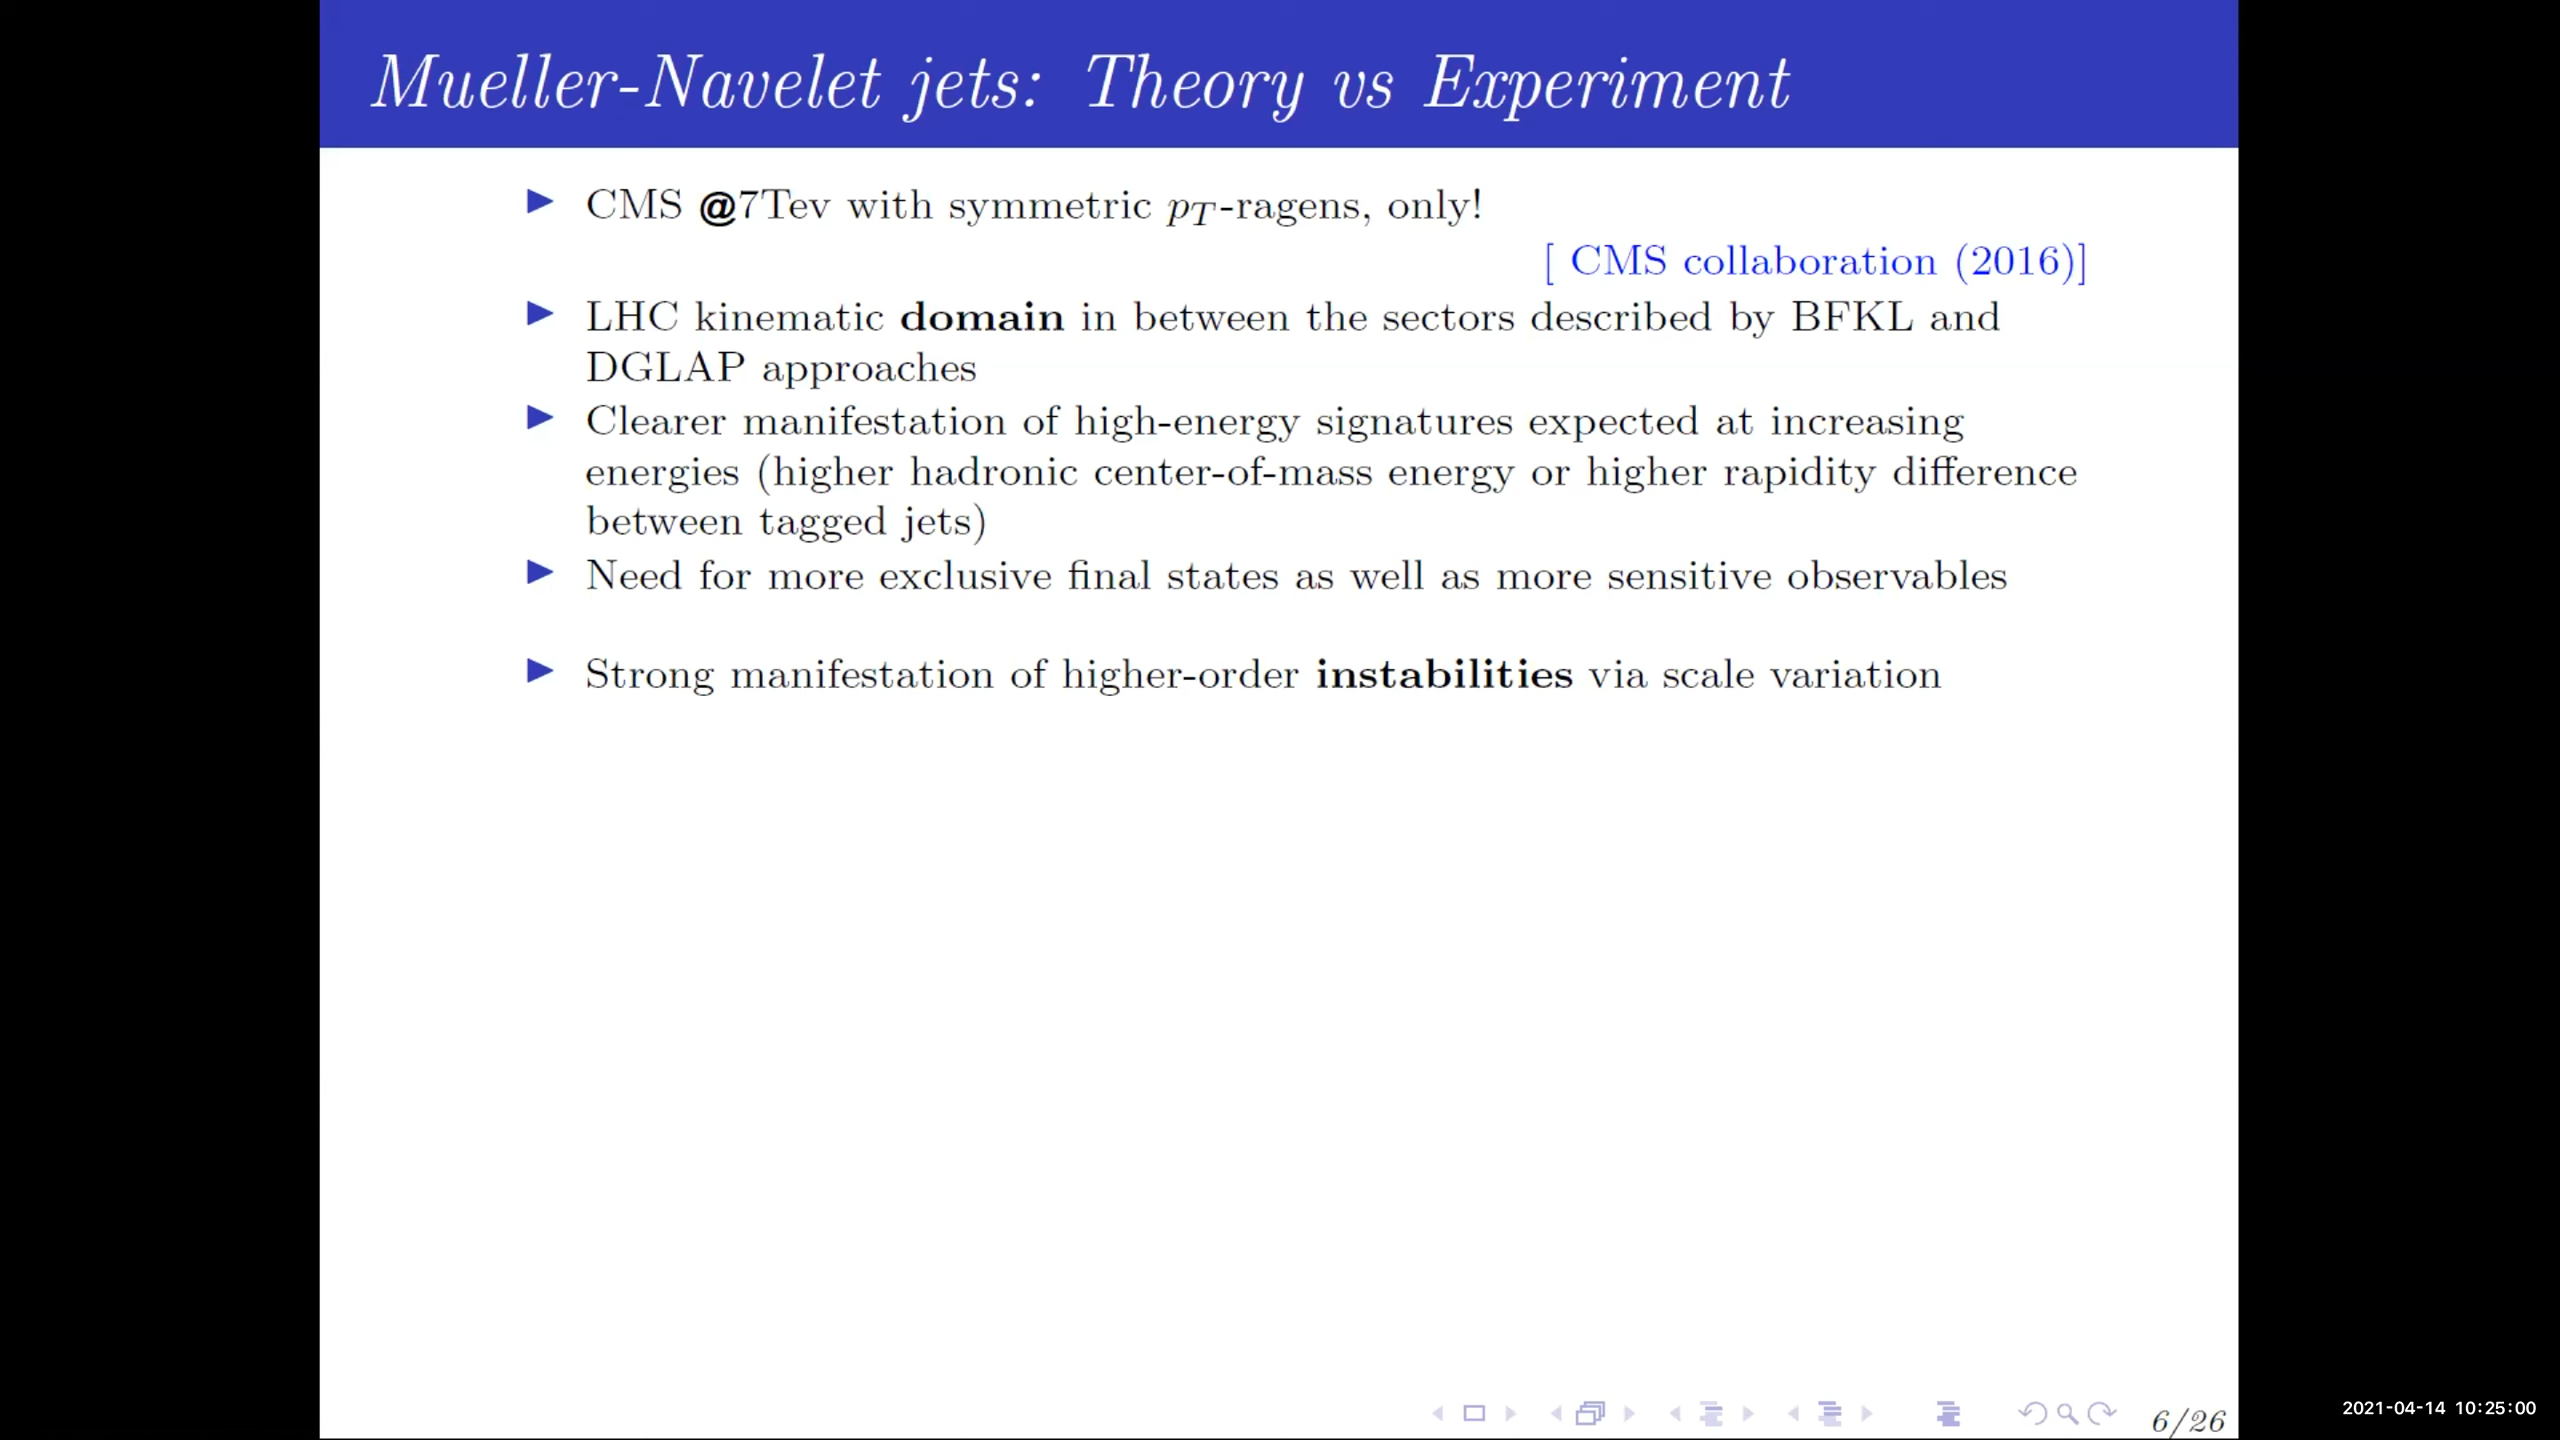 Mueller-Navelet jets: Theory vs Experiment
CMS @7Tev with symmetric p_T-ragens, only!
[ CMS collaboration (2016)]
LHC kinematic domain in between the sectors described by BFKL and
DGLAP approaches
Clearer manifestation of high-energy signatures expected at increasing
energies (higher hadronic center-of-mass energy or higher rapidity difference
between tagged jets)
Need for more exclusive final states as well as more sensitive observables
Strong manifestation of higher-order instabilities via scale variation
6/26
2021-04-14 10:25:00